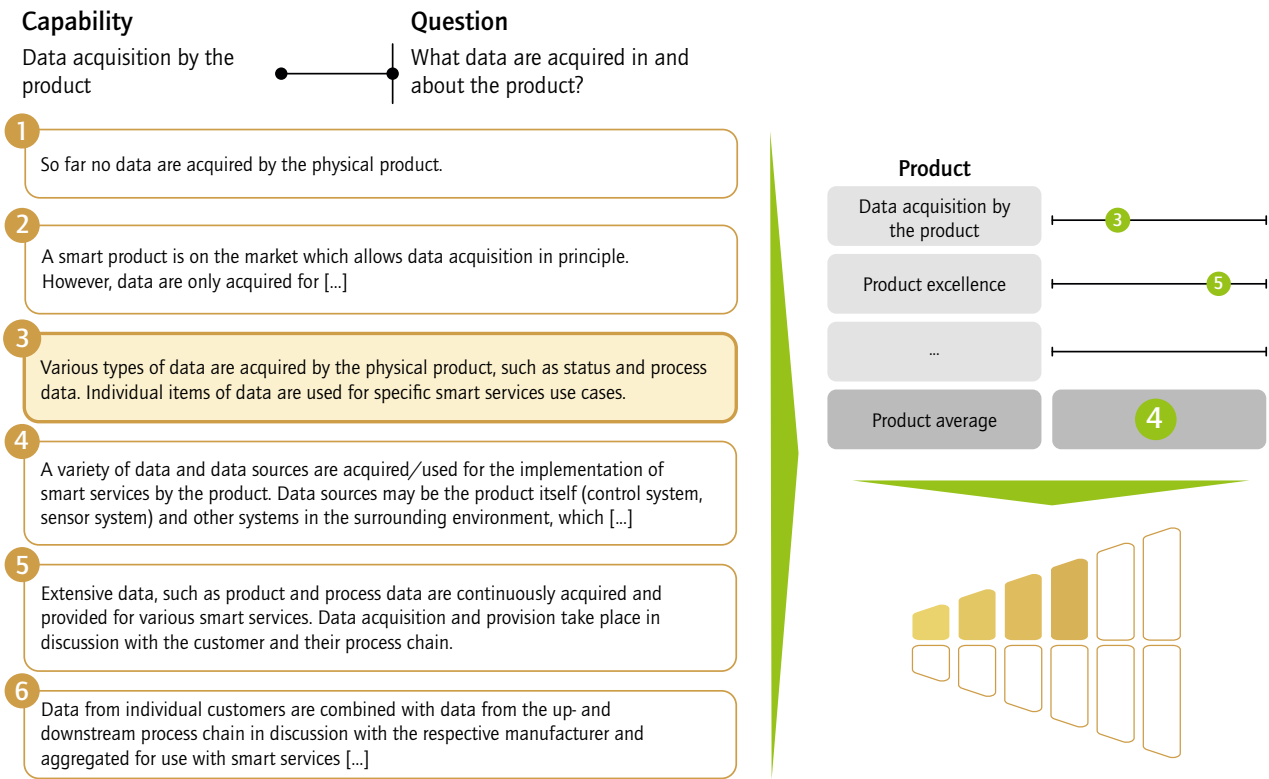 Capability
Data acquisition by the
product
Question
What data are acquired in and
about the product?
1
So far no data are acquired by the physical product.
2
A smart product is on the market which allows data acquisition in principle.
However, data are only acquired for [...]
3
Various types of data are acquired by the physical product, such as status and process
data. Individual items of data are used for specific smart services use cases.
4
A variety of data and data sources are acquired/used for the implementation of
smart services by the product. Data sources may be the product itself (control system,
sensor system) and other systems in the surrounding environment, which [...]
5
Extensive data, such as product and process data are continuously acquired and
provided for various smart services. Data acquisition and provision take place in
discussion with the customer and their process chain.
6
Data from individual customers are combined with data from the up- and
downstream process chain in discussion with the respective manufacturer and
aggregated for use with smart services [...]
Product
Data acquisition by
the product
3
Product excellence
5
...
Product average
4